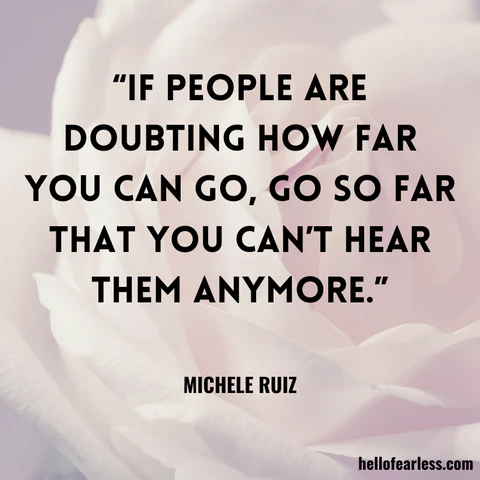 “IF PEOPLE ARE
DOUBTING HOW FAR
YOU CAN GO, GO SO FAR
THAT YOU CAN’T HEAR
THEM ANYMORE.”
MICHELE RUIZ
hellofearless.com